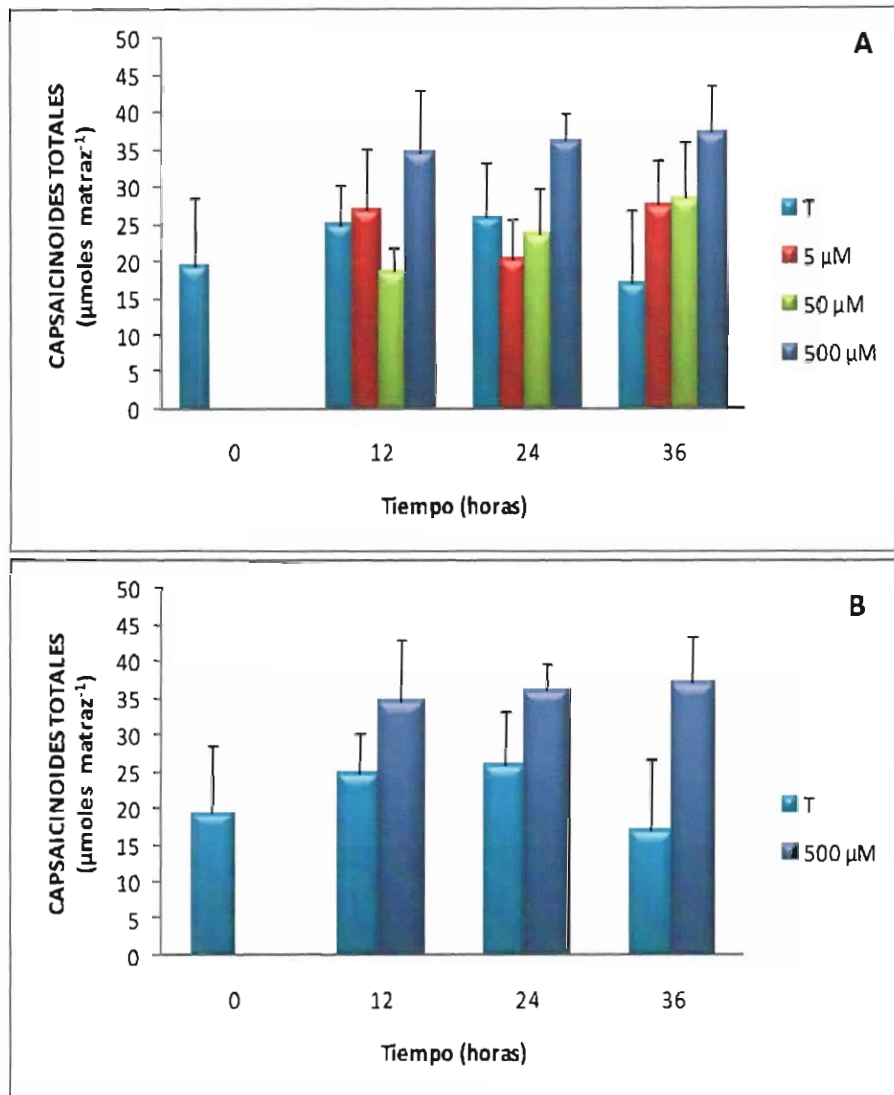 A
CAPSAICINOIDES TOTALES
(µmoles matraz⁻¹)
50
45
40
35
30
25
20
15
10
5
0
0 12 24 36
Tiempo (horas)
T
5 µM
50 µM
500 µM
B
CAPSAICINOIDES TOTALES
(µmoles matraz⁻¹)
50
45
40
35
30
25
20
15
10
5
0
0 12 24 36
Tiempo (horas)
T
500 µM